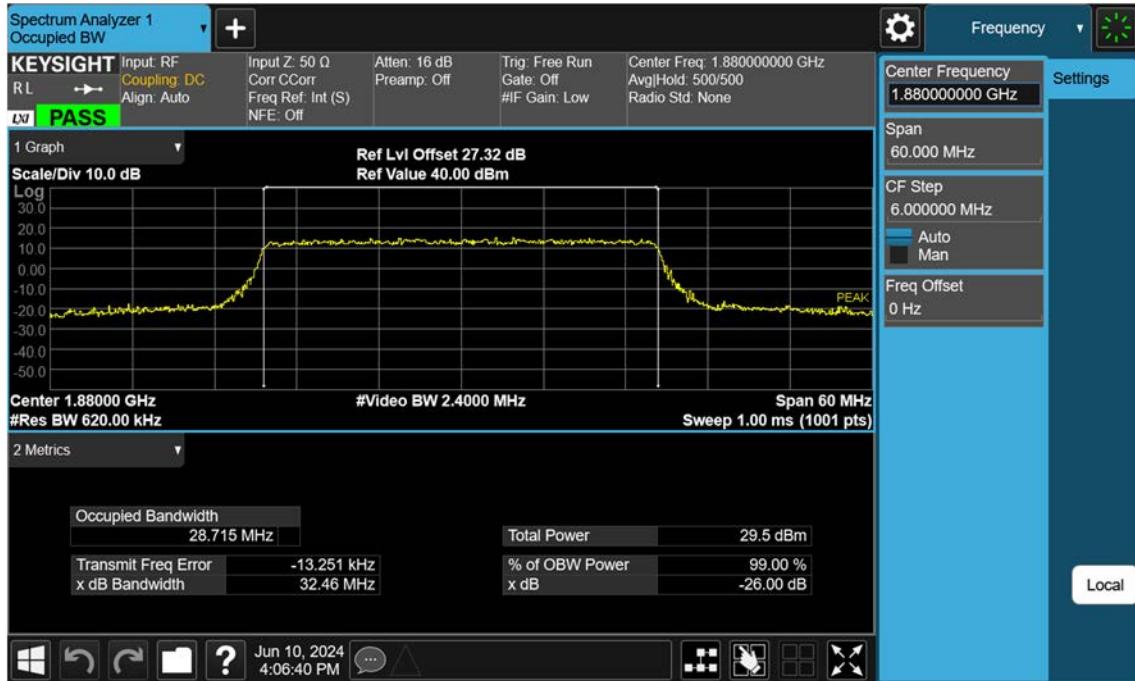 Spectrum Analyzer 1
Occupied BW
Frequency
KEYSIGHT
R L
LXI
PASS
Input: RF
Coupling: DC
Align: Auto
Input Z: 50 Ω
Corr CCorr
Freq Ref: Int (S)
NFE: Off
Atten: 16 dB
Preamp: Off
Trig: Free Run
Gate: Off
#IF Gain: Low
Center Freq: 1.880000000 GHz
Avg|Hold: 500/500
Radio Std: None
Center Frequency
1.880000000 GHz
Settings
Span
60.000 MHz
CF Step
6.000000 MHz
Auto
Man
Freq Offset
0 Hz
Local
1 Graph
Scale/Div 10.0 dB
Ref Lvl Offset 27.32 dB
Ref Value 40.00 dBm
Log
30.0
20.0
10.0
0.00
-10.0
-20.0
-30.0
-40.0
-50.0
PEAK
Center 1.88000 GHz
#Video BW 2.4000 MHz
Span 60 MHz
#Res BW 620.00 kHz
Sweep 1.00 ms (1001 pts)
2 Metrics
Occupied Bandwidth
28.715 MHz
Total Power 29.5 dBm
Transmit Freq Error -13.251 kHz
% of OBW Power 99.00 %
x dB Bandwidth 32.46 MHz
x dB -26.00 dB
?
Jun 10, 2024
4:06:40 PM